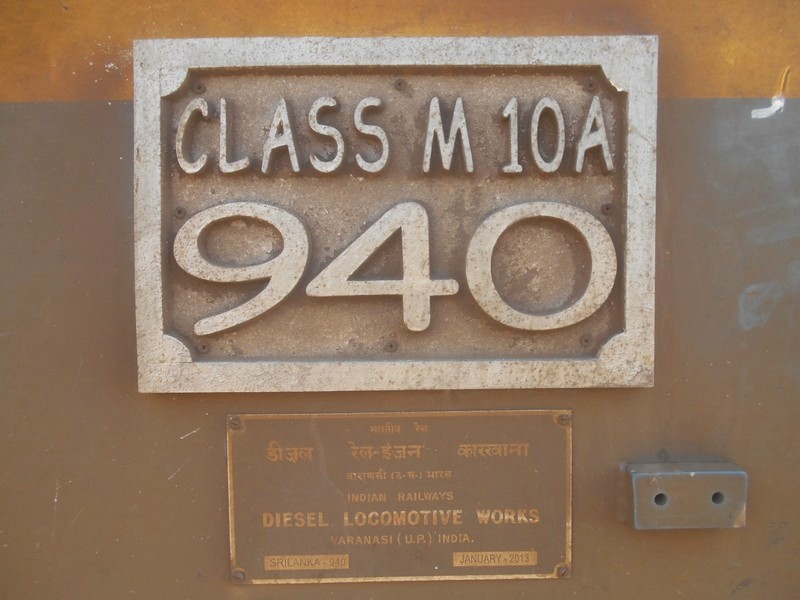 CLASS M 10A
940
भारतीय रेल
डीजल रेल-इंजन कारखाना
वाराणसी (उ.प्र.) भारत
INDIAN RAILWAYS
DIESEL LOCOMOTIVE WORKS
VARANASI (U.P.) INDIA.
SRILANKA - 940 JANUARY - 2013